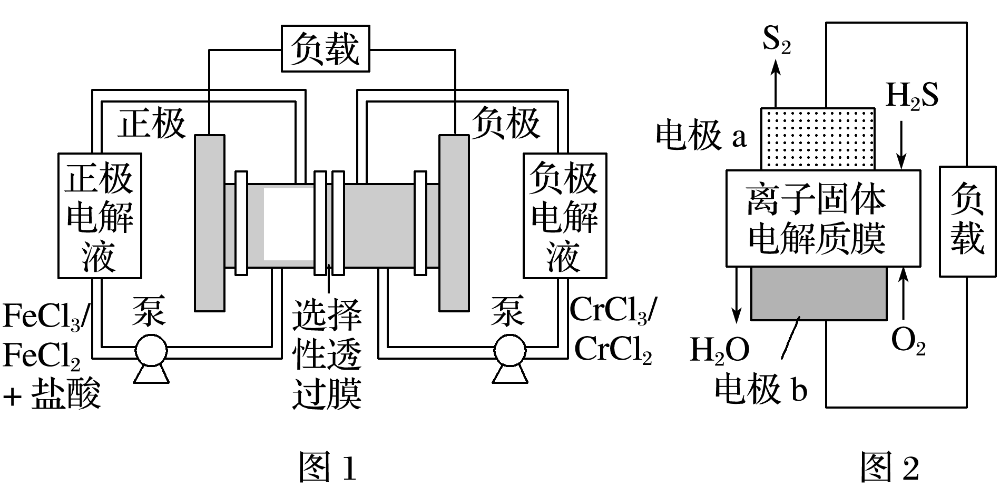 负载
正极
负极
正极
电解
液
负极
电解
液
FeCl₃/
FeCl₂
+ 盐酸
泵
选择
性透
过膜
泵
CrCl₃/
CrCl₂
图 1
S₂
H₂S
电极 a
离子固体
电解质膜
负
载
H₂O
O₂
电极 b
图 2